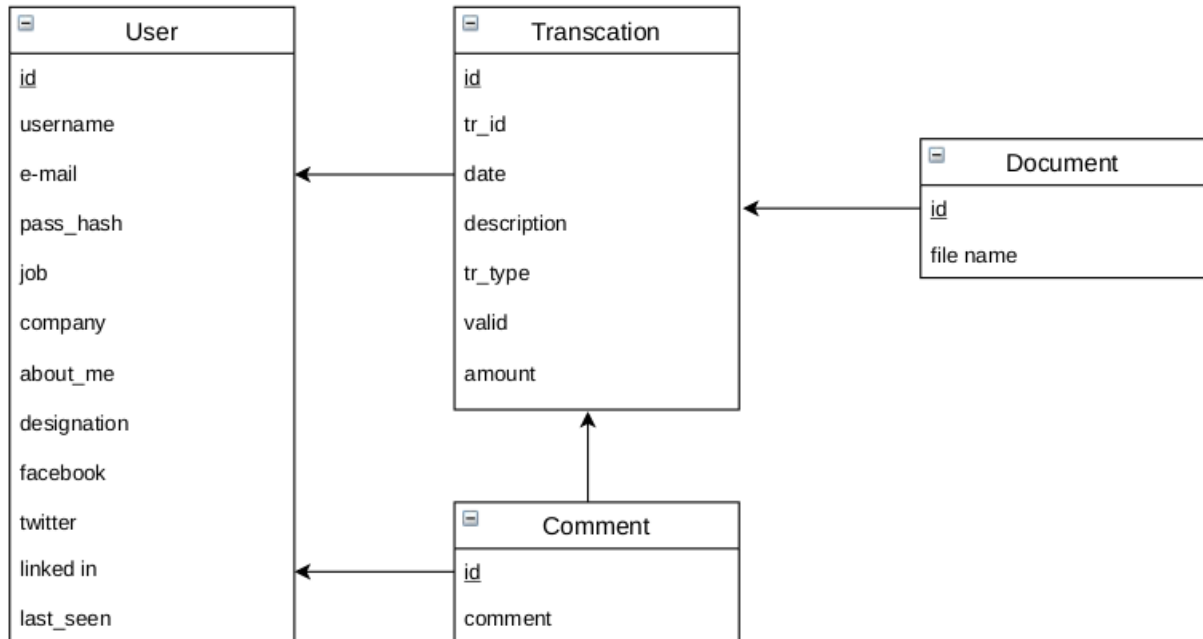 User
id
username
e-mail
pass_hash
job
company
about_me
designation
facebook
twitter
linked in
last_seen
Transcation
id
tr_id
date
description
tr_type
valid
amount
Document
id
file name
Comment
id
comment